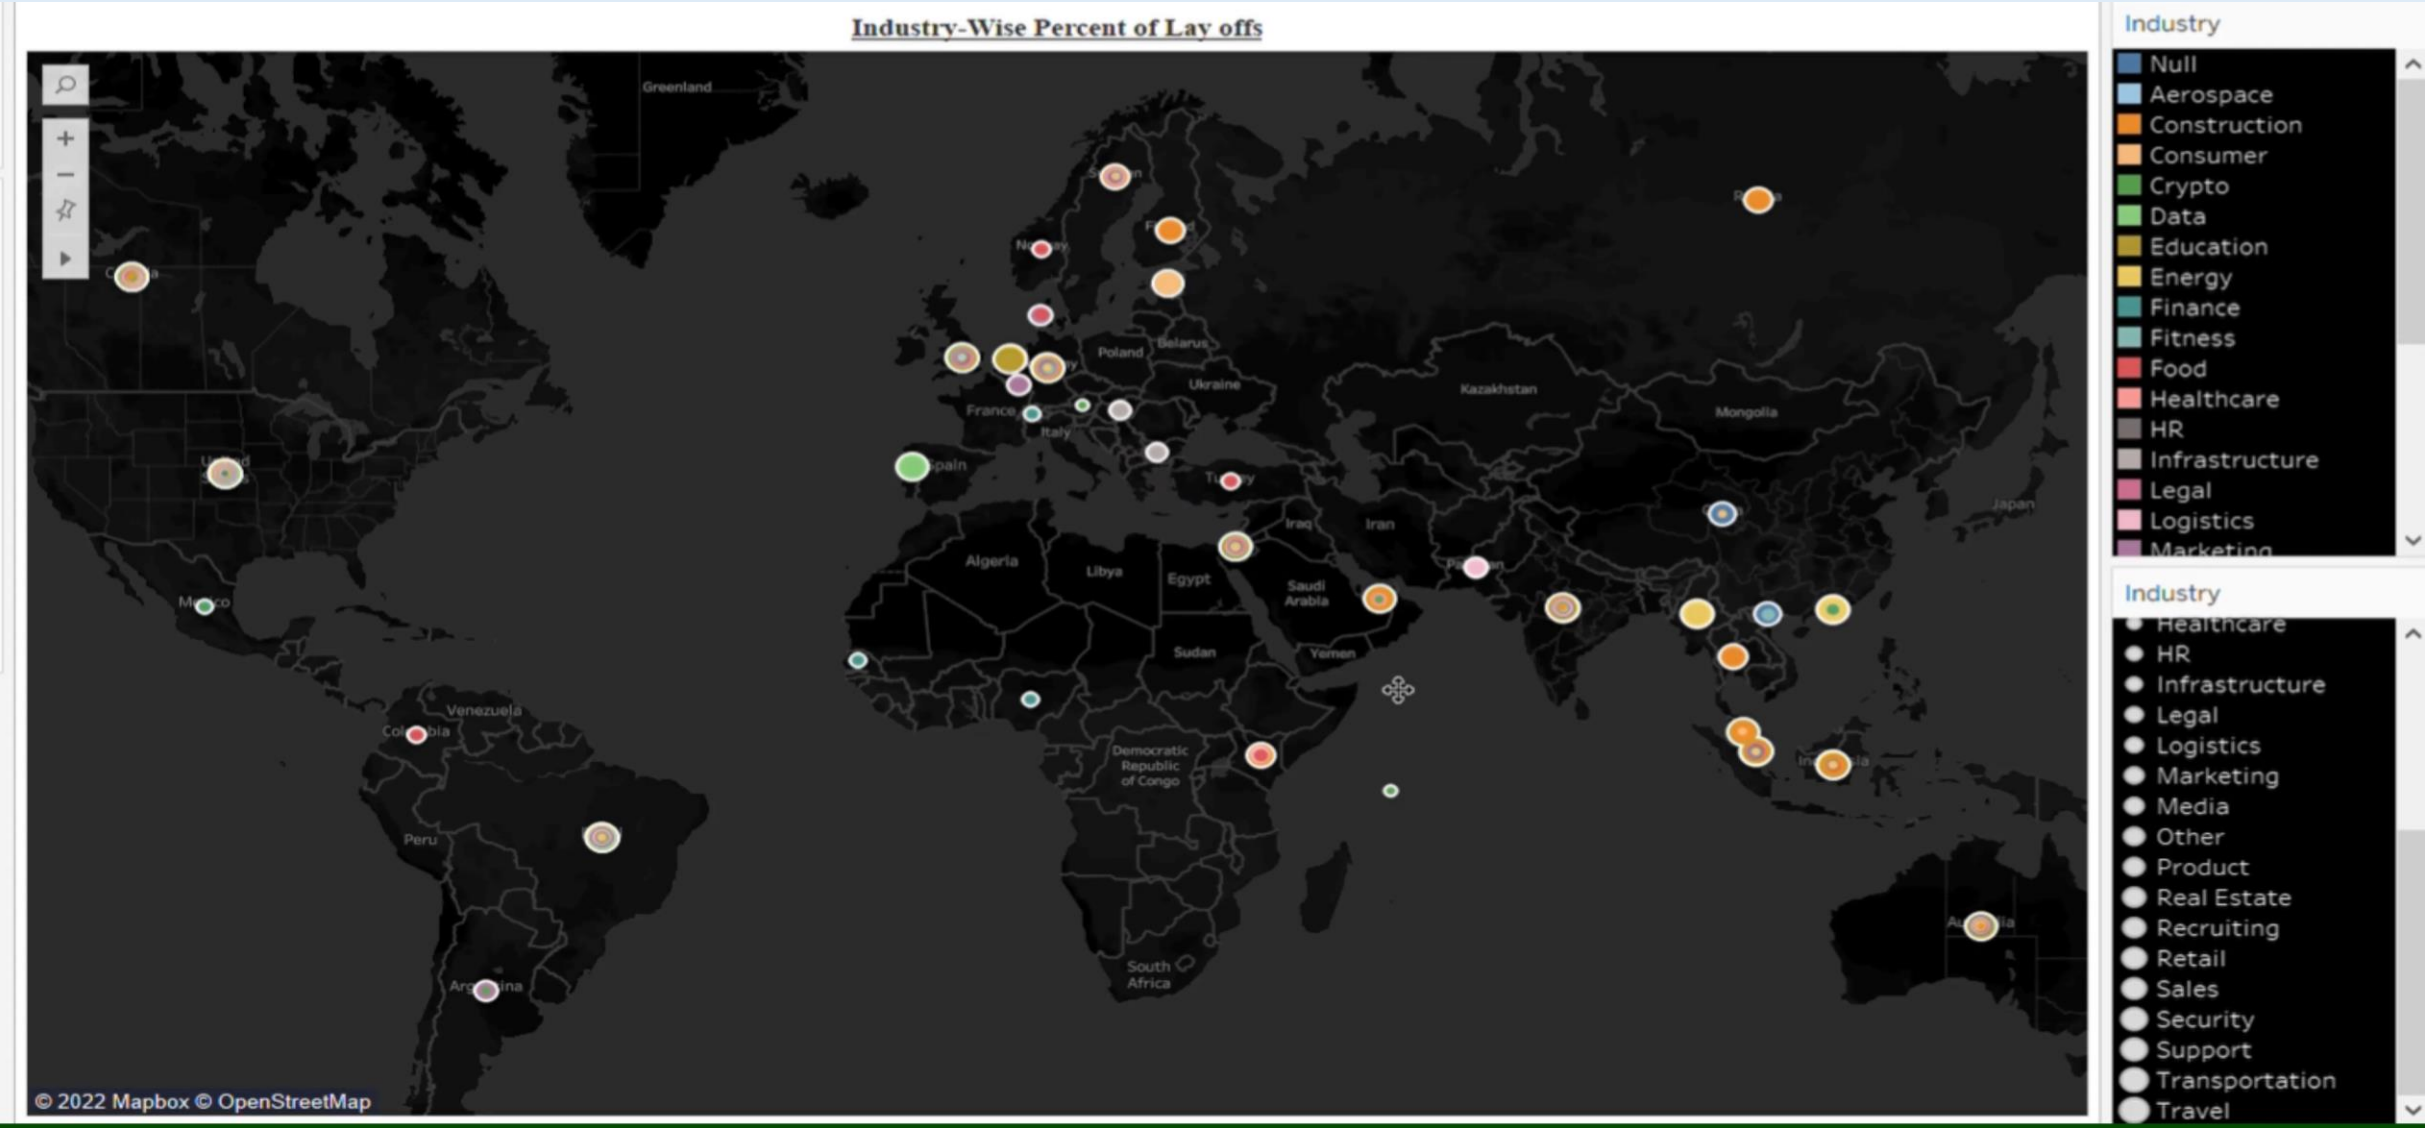 Industry-Wise Percent of Lay offs
Greenland
Belarus
Poland
Ukraine
France
Italy
Spain
Kazakhstan
Mongolia
Japan
Iraq
Iran
Algeria
Libya
Egypt
Saudi
Arabia
Sudan
Yemen
Venezuela
Democratic
Republic
of Congo
Peru
South
Africa
© 2022 Mapbox © OpenStreetMap
Industry
Null
Aerospace
Construction
Consumer
Crypto
Data
Education
Energy
Finance
Fitness
Food
Healthcare
HR
Infrastructure
Legal
Logistics
Marketing
Industry
Healthcare
HR
Infrastructure
Legal
Logistics
Marketing
Media
Other
Product
Real Estate
Recruiting
Retail
Sales
Security
Support
Transportation
Travel